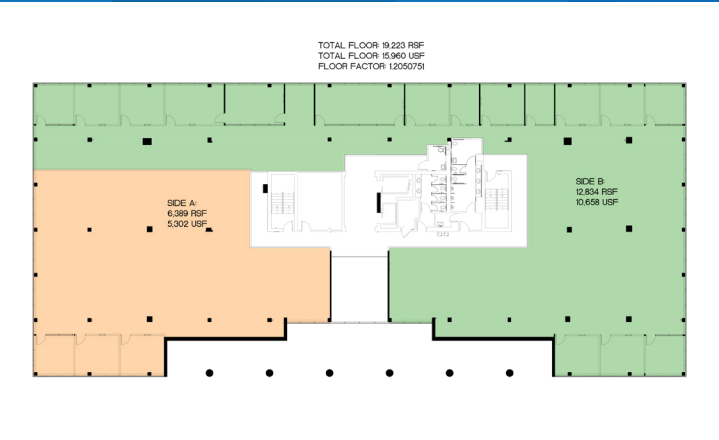 TOTAL FLOOR: 19,223 RSF
TOTAL FLOOR: 15,960 USF
FLOOR FACTOR: 1.2050751
SIDE A:
6,389 RSF
5,302 USF
SIDE B:
12,834 RSF
10,658 USF